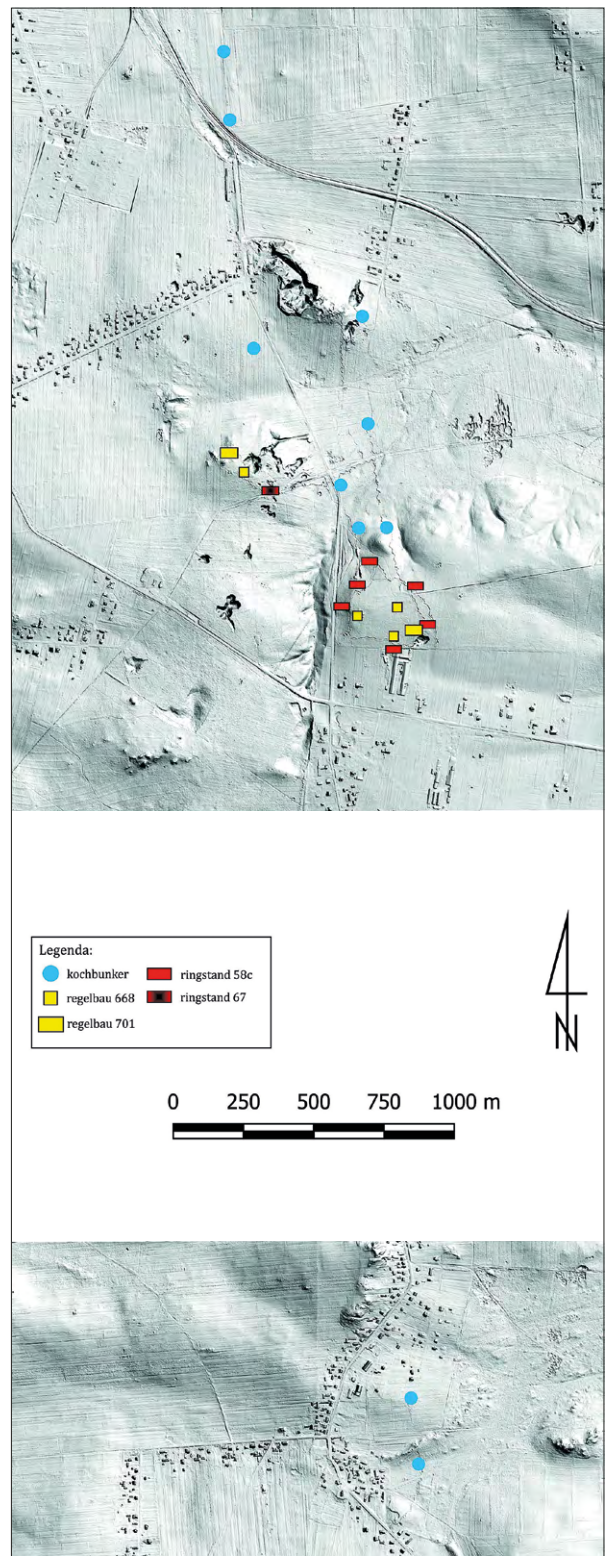 Legenda:
kochbunker ringstand 58c
regelbau 668 ringstand 67
regelbau 701
N
0 250 500 750 1000 m